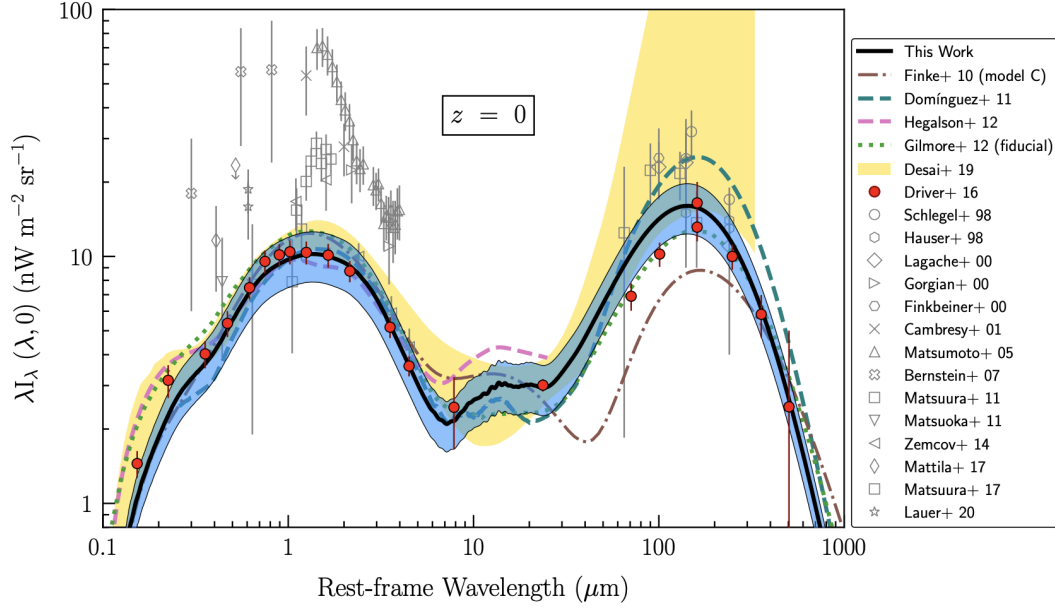 100
10
1
λI_λ (λ, 0) (nW m⁻² sr⁻¹)
z = 0
0.1
1
10
100
1000
Rest-frame Wavelength (μm)
This Work
Finke+ 10 (model C)
Domínguez+ 11
Hegalson+ 12
Gilmore+ 12 (fiducial)
Desai+ 19
Driver+ 16
Schlegel+ 98
Hauser+ 98
Lagache+ 00
Gorgian+ 00
Finkbeiner+ 00
Cambresy+ 01
Matsumoto+ 05
Bernstein+ 07
Matsuura+ 11
Matsuoka+ 11
Zemcov+ 14
Mattila+ 17
Matsuura+ 17
Lauer+ 20